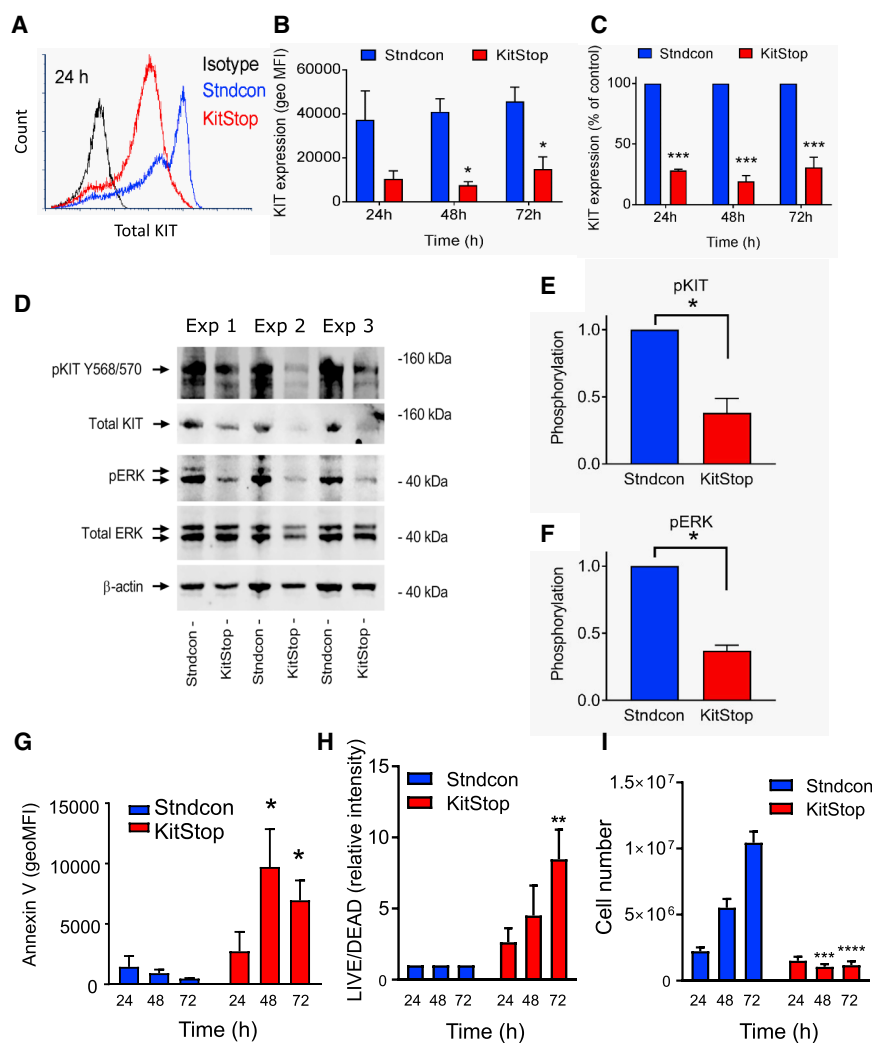 A
24 h
Isotype
Stndcon
KitStop
Count
Total KIT
B
Stndcon KitStop
KIT expression (geo MFI)
60000
40000
20000
0
* *
24h 48h 72h
Time (h)
C
Stndcon KitStop
KIT expression (% of control)
100
50
0
*** *** ***
24h 48h 72h
Time (h)
D
Exp 1 Exp 2 Exp 3
pKIT Y568/570
-160 kDa
Total KIT
-160 kDa
pERK
- 40 kDa
Total ERK
- 40 kDa
β-actin
- 40 kDa
Stndcon -
KitStop -
Stndcon -
KitStop -
Stndcon -
KitStop -
E
pKIT
*
Phosphorylation
1.0
0.5
0.0
Stndcon KitStop
F
pERK
*
Phosphorylation
1.0
0.5
0.0
Stndcon KitStop
G
Stndcon
KitStop
Annexin V (geoMFI)
15000
10000
5000
0
* *
24 48 72 24 48 72
Time (h)
H
Stndcon
KitStop
LIVE/DEAD (relative intensity)
15
10
5
0
**
24 48 72 24 48 72
Time (h)
I
Stndcon
KitStop
Cell number
1.5×10⁷
1×10⁷
5×10⁶
0
*** ****
24 48 72 24 48 72
Time (h)